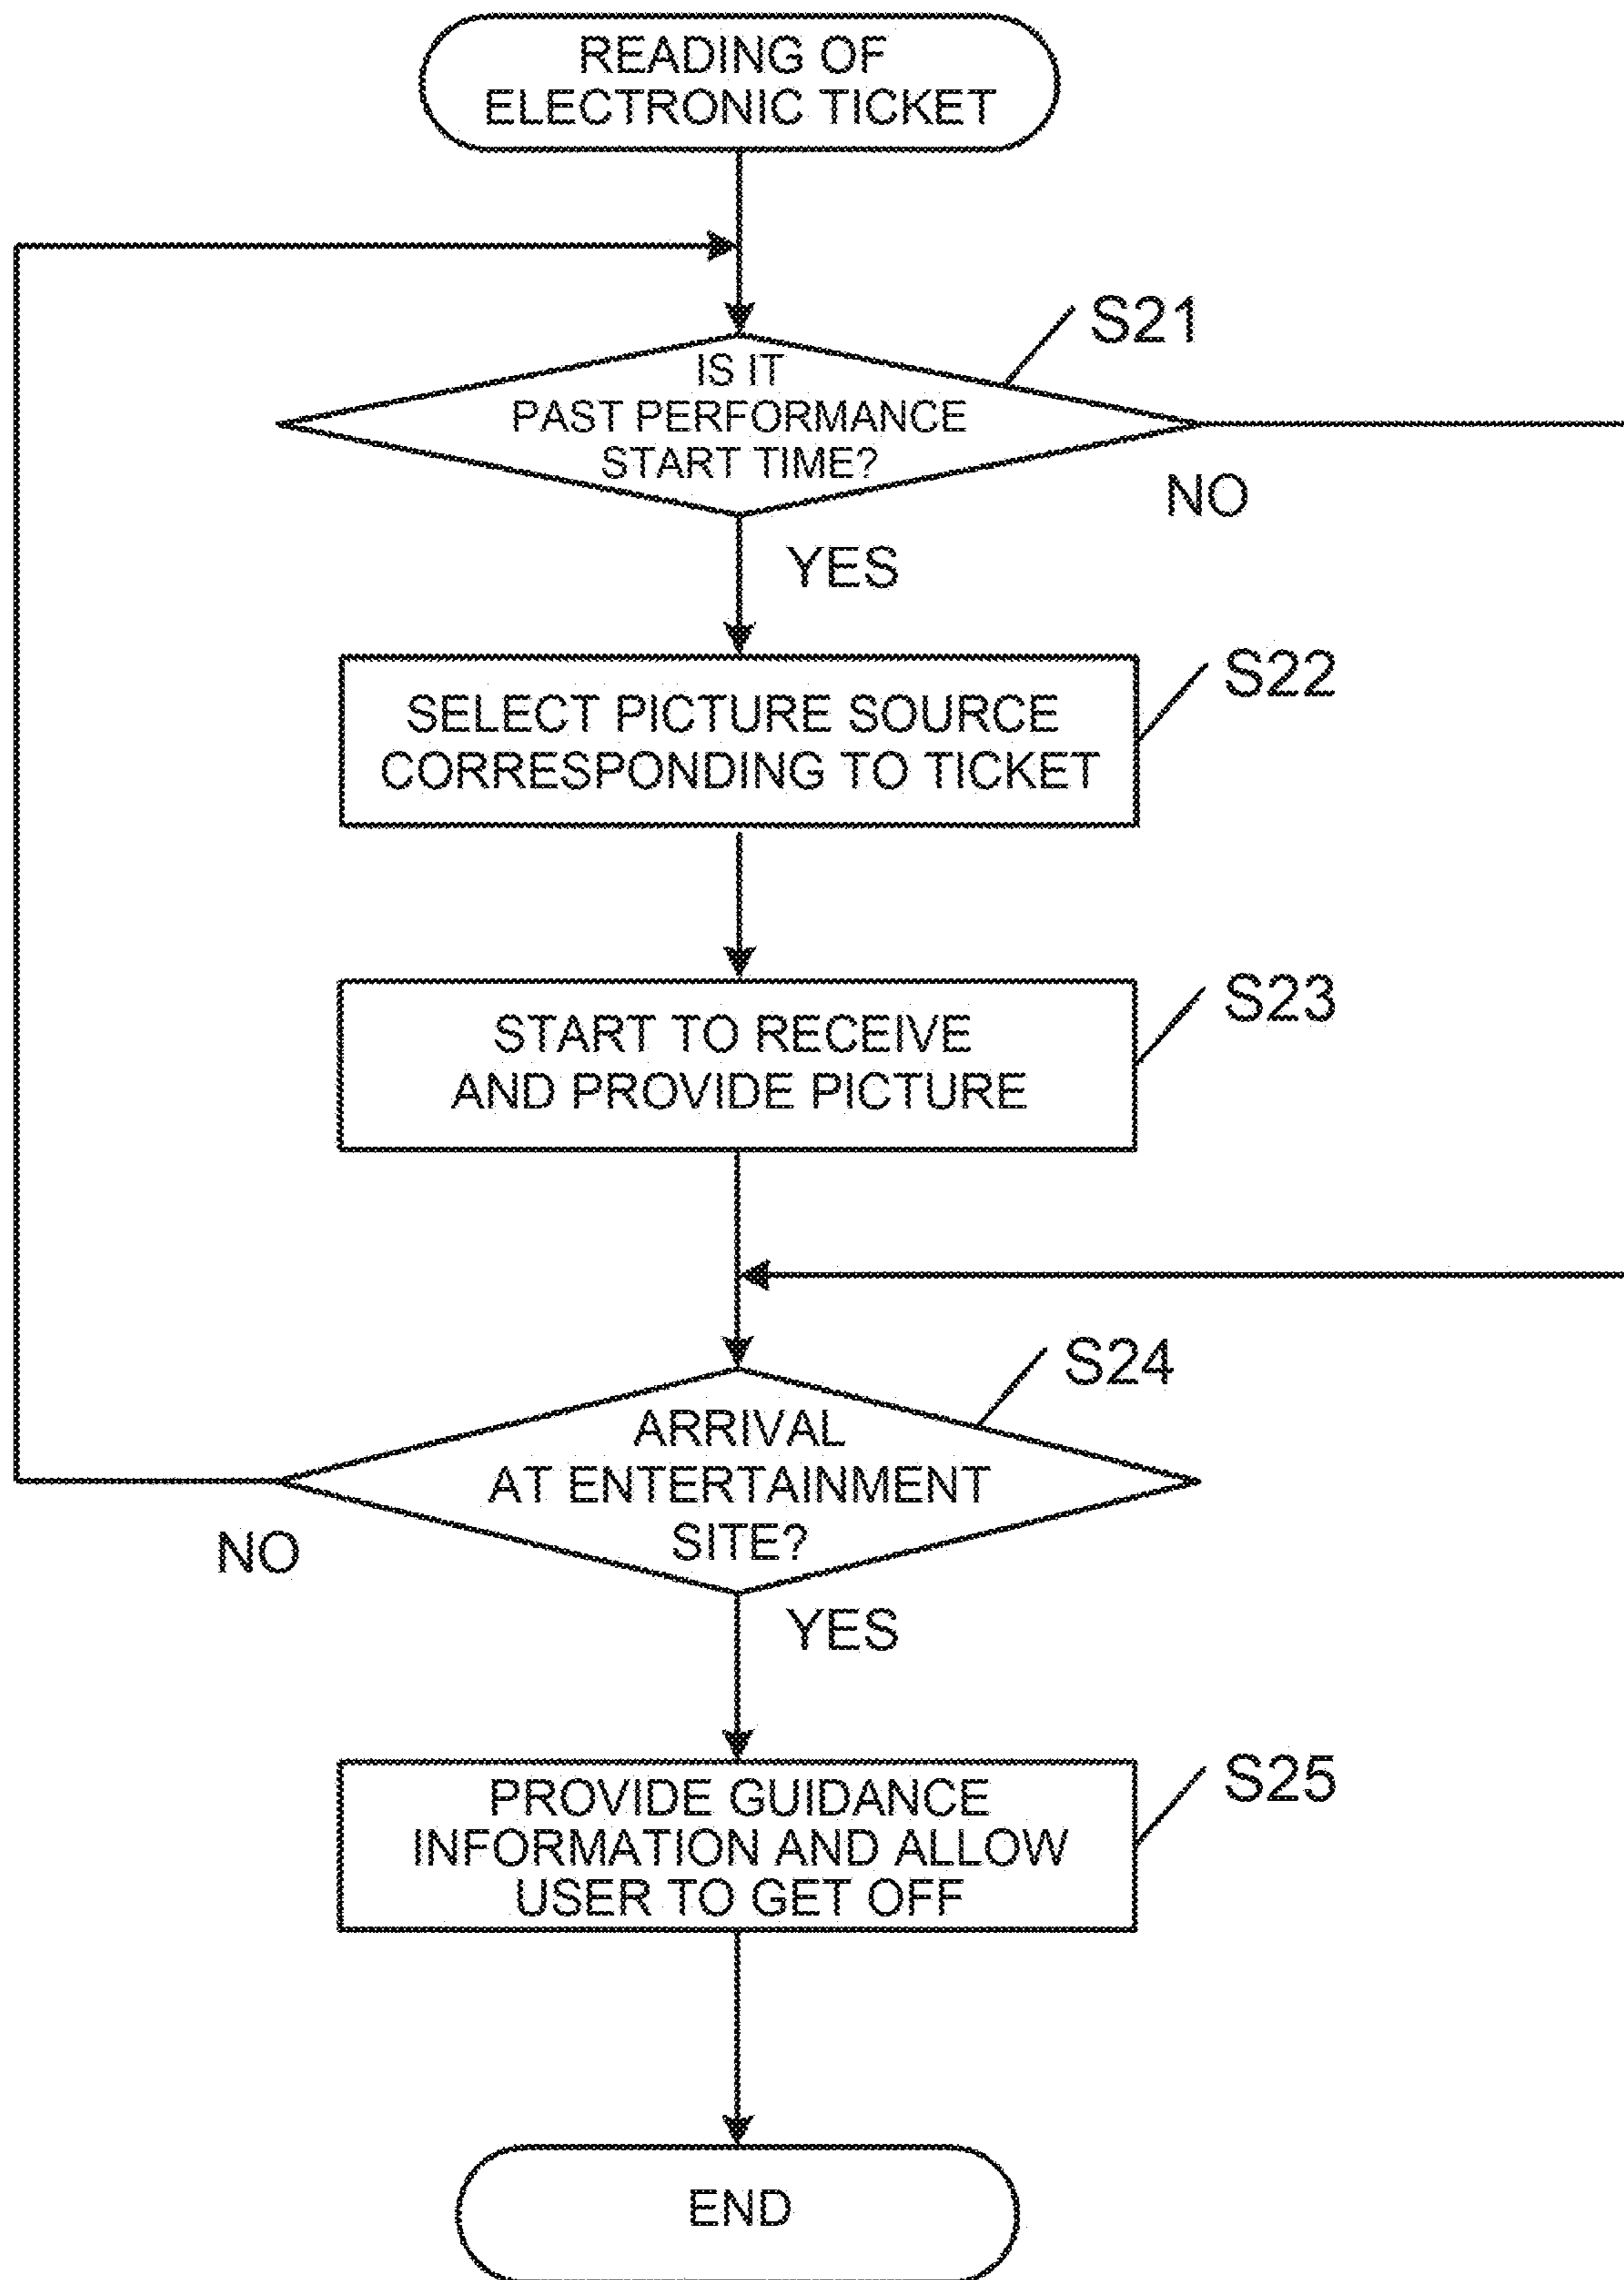 READING OF
ELECTRONIC TICKET
S21
IS IT
PAST PERFORMANCE
START TIME?
NO
YES
S22
SELECT PICTURE SOURCE
CORRESPONDING TO TICKET
S23
START TO RECEIVE
AND PROVIDE PICTURE
S24
ARRIVAL
AT ENTERTAINMENT
SITE?
NO
YES
S25
PROVIDE GUIDANCE
INFORMATION AND ALLOW
USER TO GET OFF
END